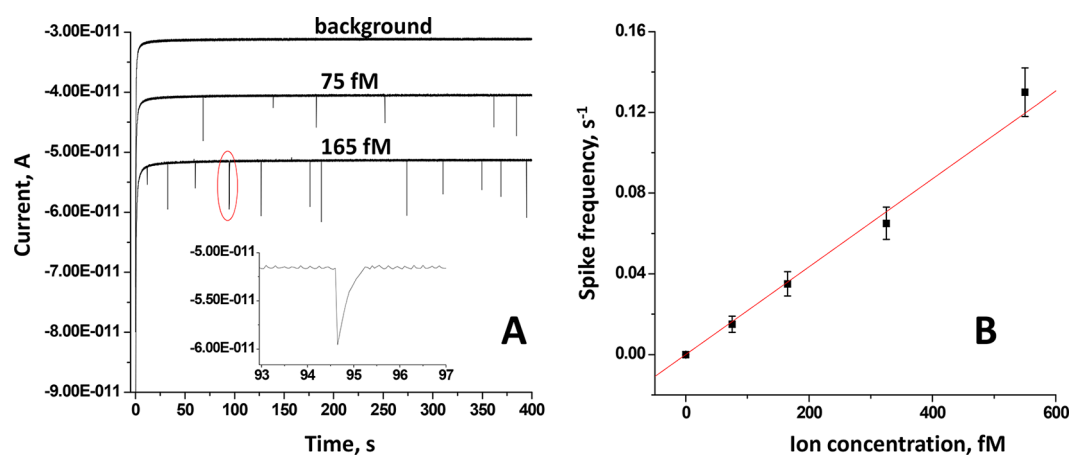 background
75 fM
165 fM
-3.00E-011
-4.00E-011
-5.00E-011
-6.00E-011
-7.00E-011
-8.00E-011
-9.00E-011
Current, A
0 50 100 150 200 250 300 350 400
Time, s
-5.00E-011
-5.50E-011
-6.00E-011
93 94 95 96 97
A
0.16
0.12
0.08
0.04
0.00
Spike frequency, s⁻¹
0 200 400 600
Ion concentration, fM
B